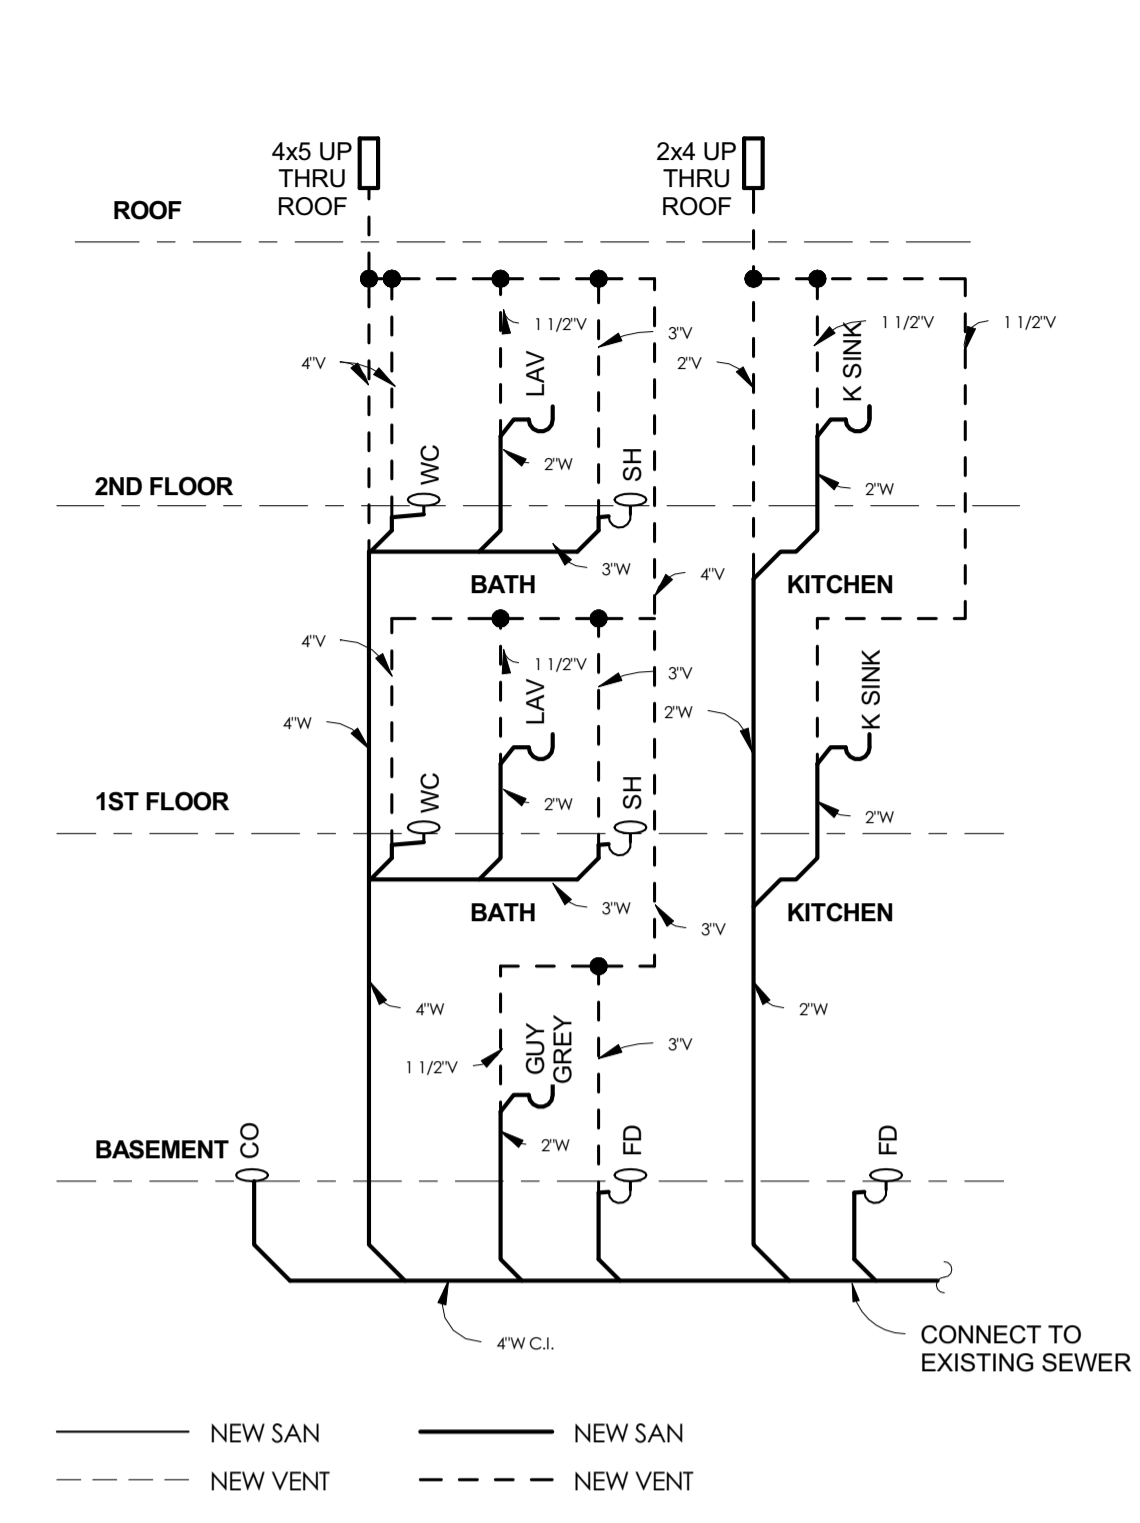 4x5 UP
THRU
ROOF
2x4 UP
THRU
ROOF
ROOF
1 1/2"V
3"V
1 1/2"V
1 1/2"V
4"V
2"V
LAV
K SINK
WC
2"W
SH
2"W
2ND FLOOR
3"W
4"V
BATH
KITCHEN
4"V
1 1/2"V
3"V
LAV
K SINK
4"W
2"W
WC
SH
1ST FLOOR
2"W
2"W
3"W
BATH
KITCHEN
3"V
4"W
2"W
GUY
GREY
3"V
1 1/2"V
BASEMENT
CO
2"W
FD
FD
4"W C.I.
CONNECT TO
EXISTING SEWER
NEW SAN
NEW SAN
NEW VENT
NEW VENT